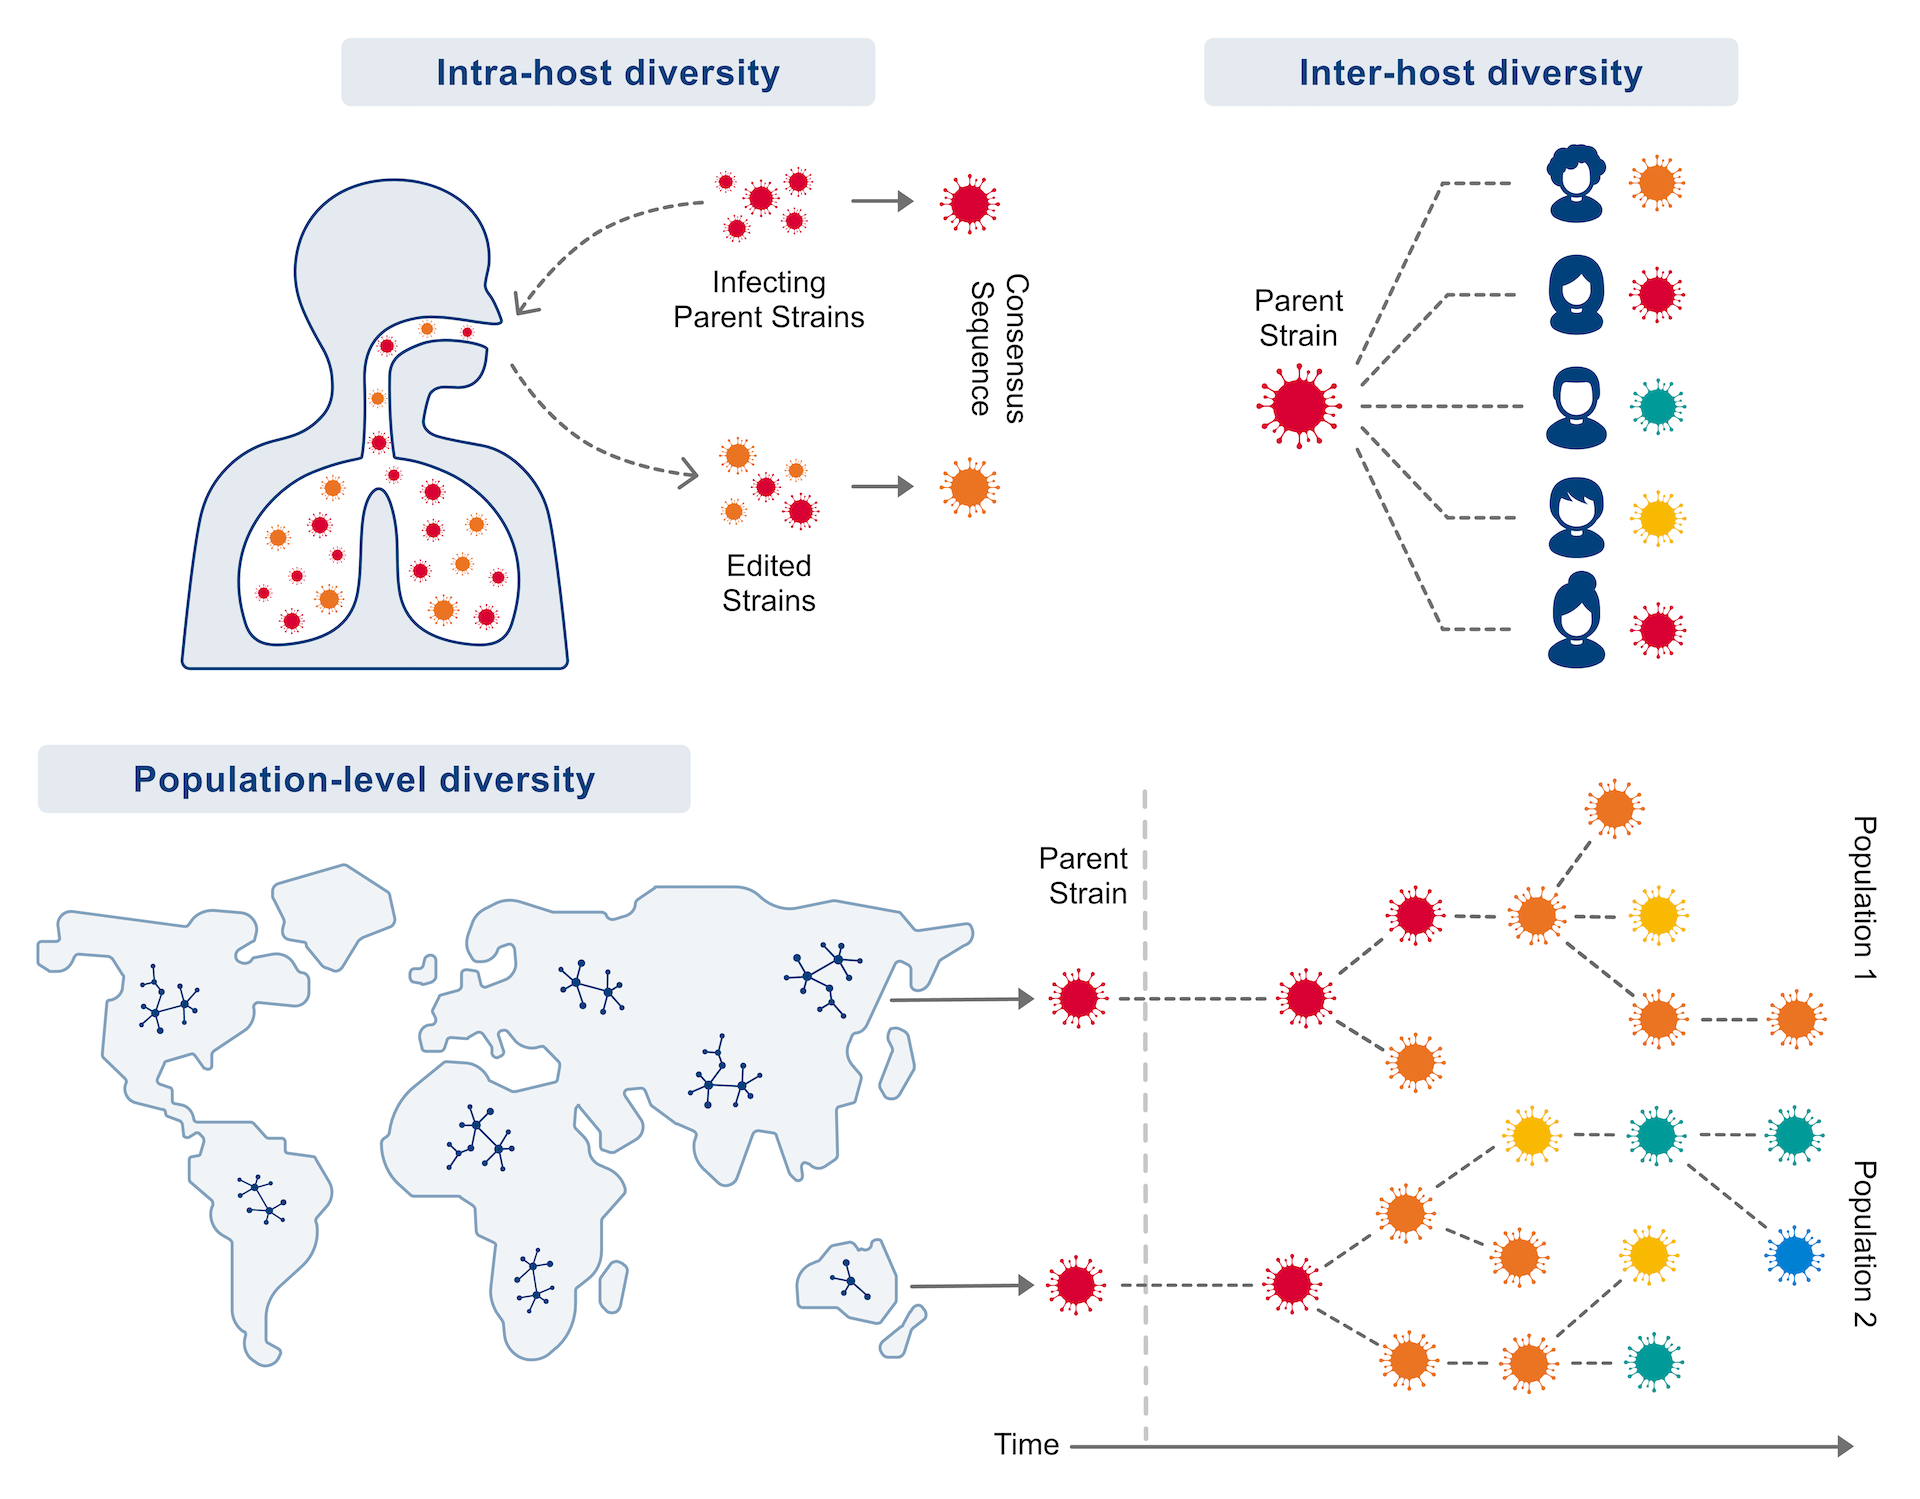 Intra-host diversity
Infecting
Parent Strains
Consensus
Sequence
Edited
Strains
Inter-host diversity
Parent
Strain
Population-level diversity
Parent
Strain
Population 1
Population 2
Time